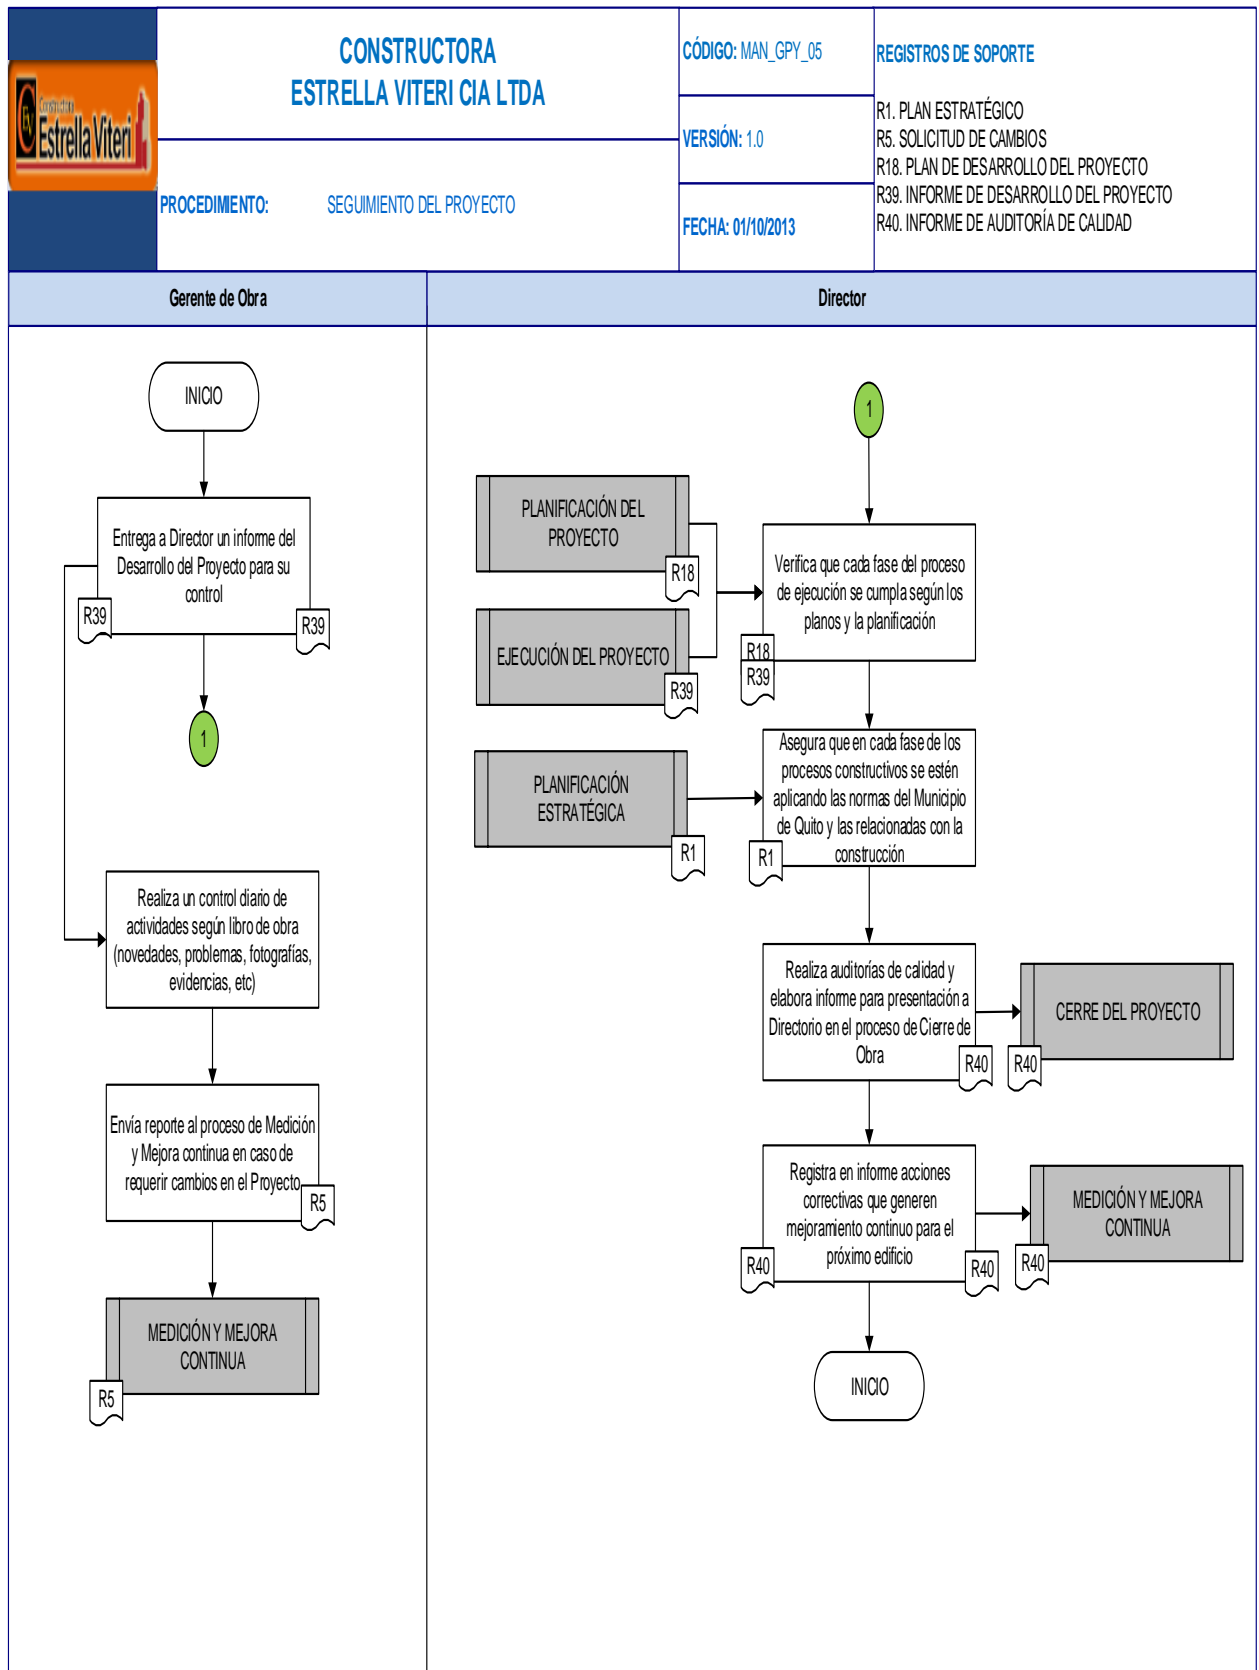 Constructora
EV
Estrella Viteri
CONSTRUCTORA
ESTRELLA VITERI CIA LTDA
PROCEDIMIENTO: SEGUIMIENTO DEL PROYECTO
CÓDIGO: MAN_GPY_05
VERSIÓN: 1.0
FECHA: 01/10/2013
REGISTROS DE SOPORTE
R1. PLAN ESTRATÉGICO
R5. SOLICITUD DE CAMBIOS
R18. PLAN DE DESARROLLO DEL PROYECTO
R39. INFORME DE DESARROLLO DEL PROYECTO
R40. INFORME DE AUDITORÍA DE CALIDAD
Gerente de Obra
Director
INICIO
Entrega a Director un informe del
Desarrollo del Proyecto para su
control
R39
R39
1
Realiza un control diario de
actividades según libro de obra
(novedades, problemas, fotografías,
evidencias, etc)
Envía reporte al proceso de Medición
y Mejora continua en caso de
requerir cambios en el Proyecto
R5
MEDICIÓN Y MEJORA
CONTINUA
R5
1
PLANIFICACIÓN DEL
PROYECTO
R18
EJECUCIÓN DEL PROYECTO
R39
Verifica que cada fase del proceso
de ejecución se cumpla según los
planos y la planificación
R18
R39
PLANIFICACIÓN
ESTRATÉGICA
R1
Asegura que en cada fase de los
procesos constructivos se estén
aplicando las normas del Municipio
de Quito y las relacionadas con la
construcción
R1
Realiza auditorías de calidad y
elabora informe para presentación a
Directorio en el proceso de Cierre de
Obra
R40
CERRE DEL PROYECTO
R40
Registra en informe acciones
correctivas que generen
mejoramiento continuo para el
próximo edificio
R40
R40
MEDICIÓN Y MEJORA
CONTINUA
R40
INICIO